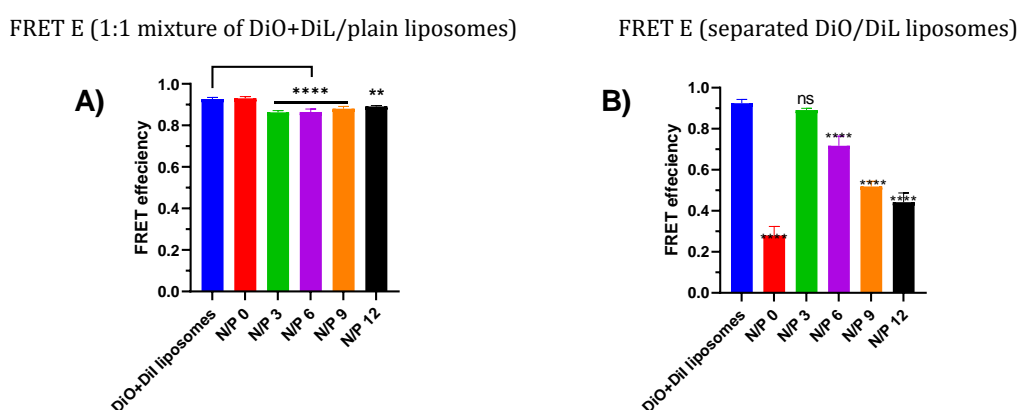 FRET E (1:1 mixture of DiO+DiL/plain liposomes)
FRET E (separated DiO/DiL liposomes)
A)
FRET effeciency
1.0
0.8
0.6
0.4
0.2
0.0
****
**
DiO+Dil liposomes
N/P 0
N/P 3
N/P 6
N/P 9
N/P 12
B)
FRET effeciency
1.0
0.8
0.6
0.4
0.2
0.0
****
ns
****
****
****
DiO+Dil liposomes
N/P 0
N/P 3
N/P 6
N/P 9
N/P 12